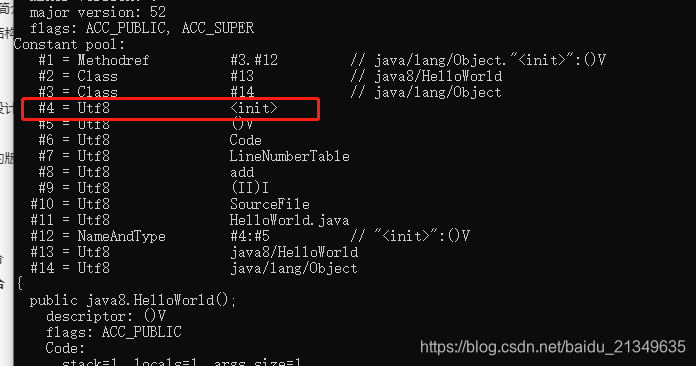 major version: 52
flags: ACC_PUBLIC, ACC_SUPER
Constant pool:
#1 = Methodref #3.#12 // java/lang/Object."<init>":()V
#2 = Class #13 // java8/HelloWorld
#3 = Class #14 // java/lang/Object
#4 = Utf8 <init>
#5 = Utf8 ()V
#6 = Utf8 Code
#7 = Utf8 LineNumberTable
#8 = Utf8 add
#9 = Utf8 (II)I
#10 = Utf8 SourceFile
#11 = Utf8 HelloWorld.java
#12 = NameAndType #4:#5 // "<init>":()V
#13 = Utf8 java8/HelloWorld
#14 = Utf8 java/lang/Object
{
public java8.HelloWorld();
descriptor: ()V
flags: ACC_PUBLIC
Code:
stack=1, locals=1, args_size=1
https://blog.csdn.net/baidu_21349635